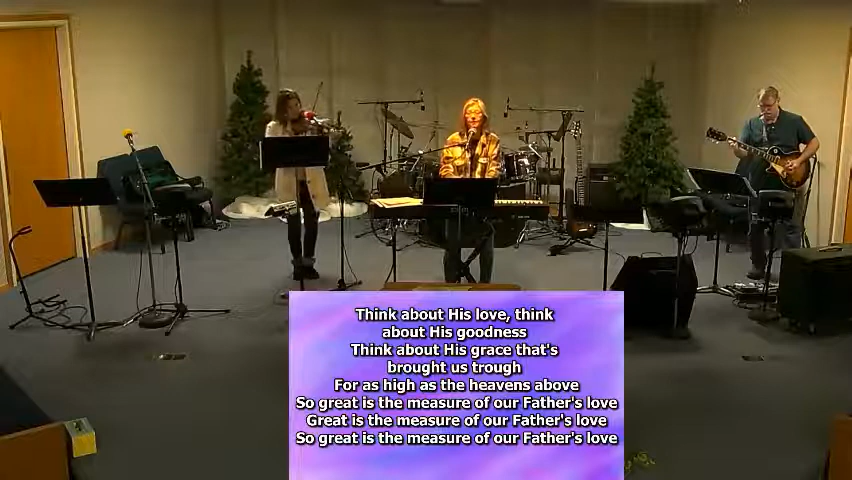 Think about His love, think
about His goodness
Think about His grace that's
brought us trough
For as high as the heavens above
So great is the measure of our Father's love
Great is the measure of our Father's love
So great is the measure of our Father's love